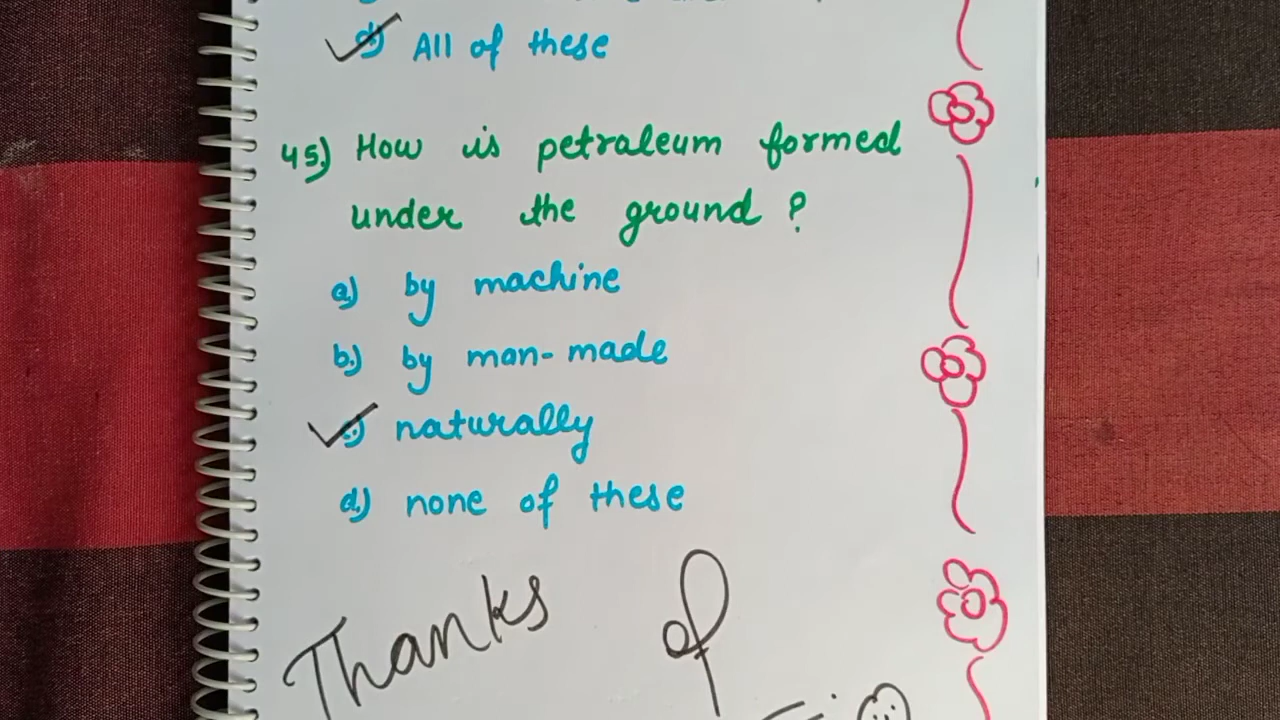 d) All of these
45.) How is petraleum formed
under the ground ?
a) by machine
b.) by man-made
c.) naturally
d.) none of these
Thanks of